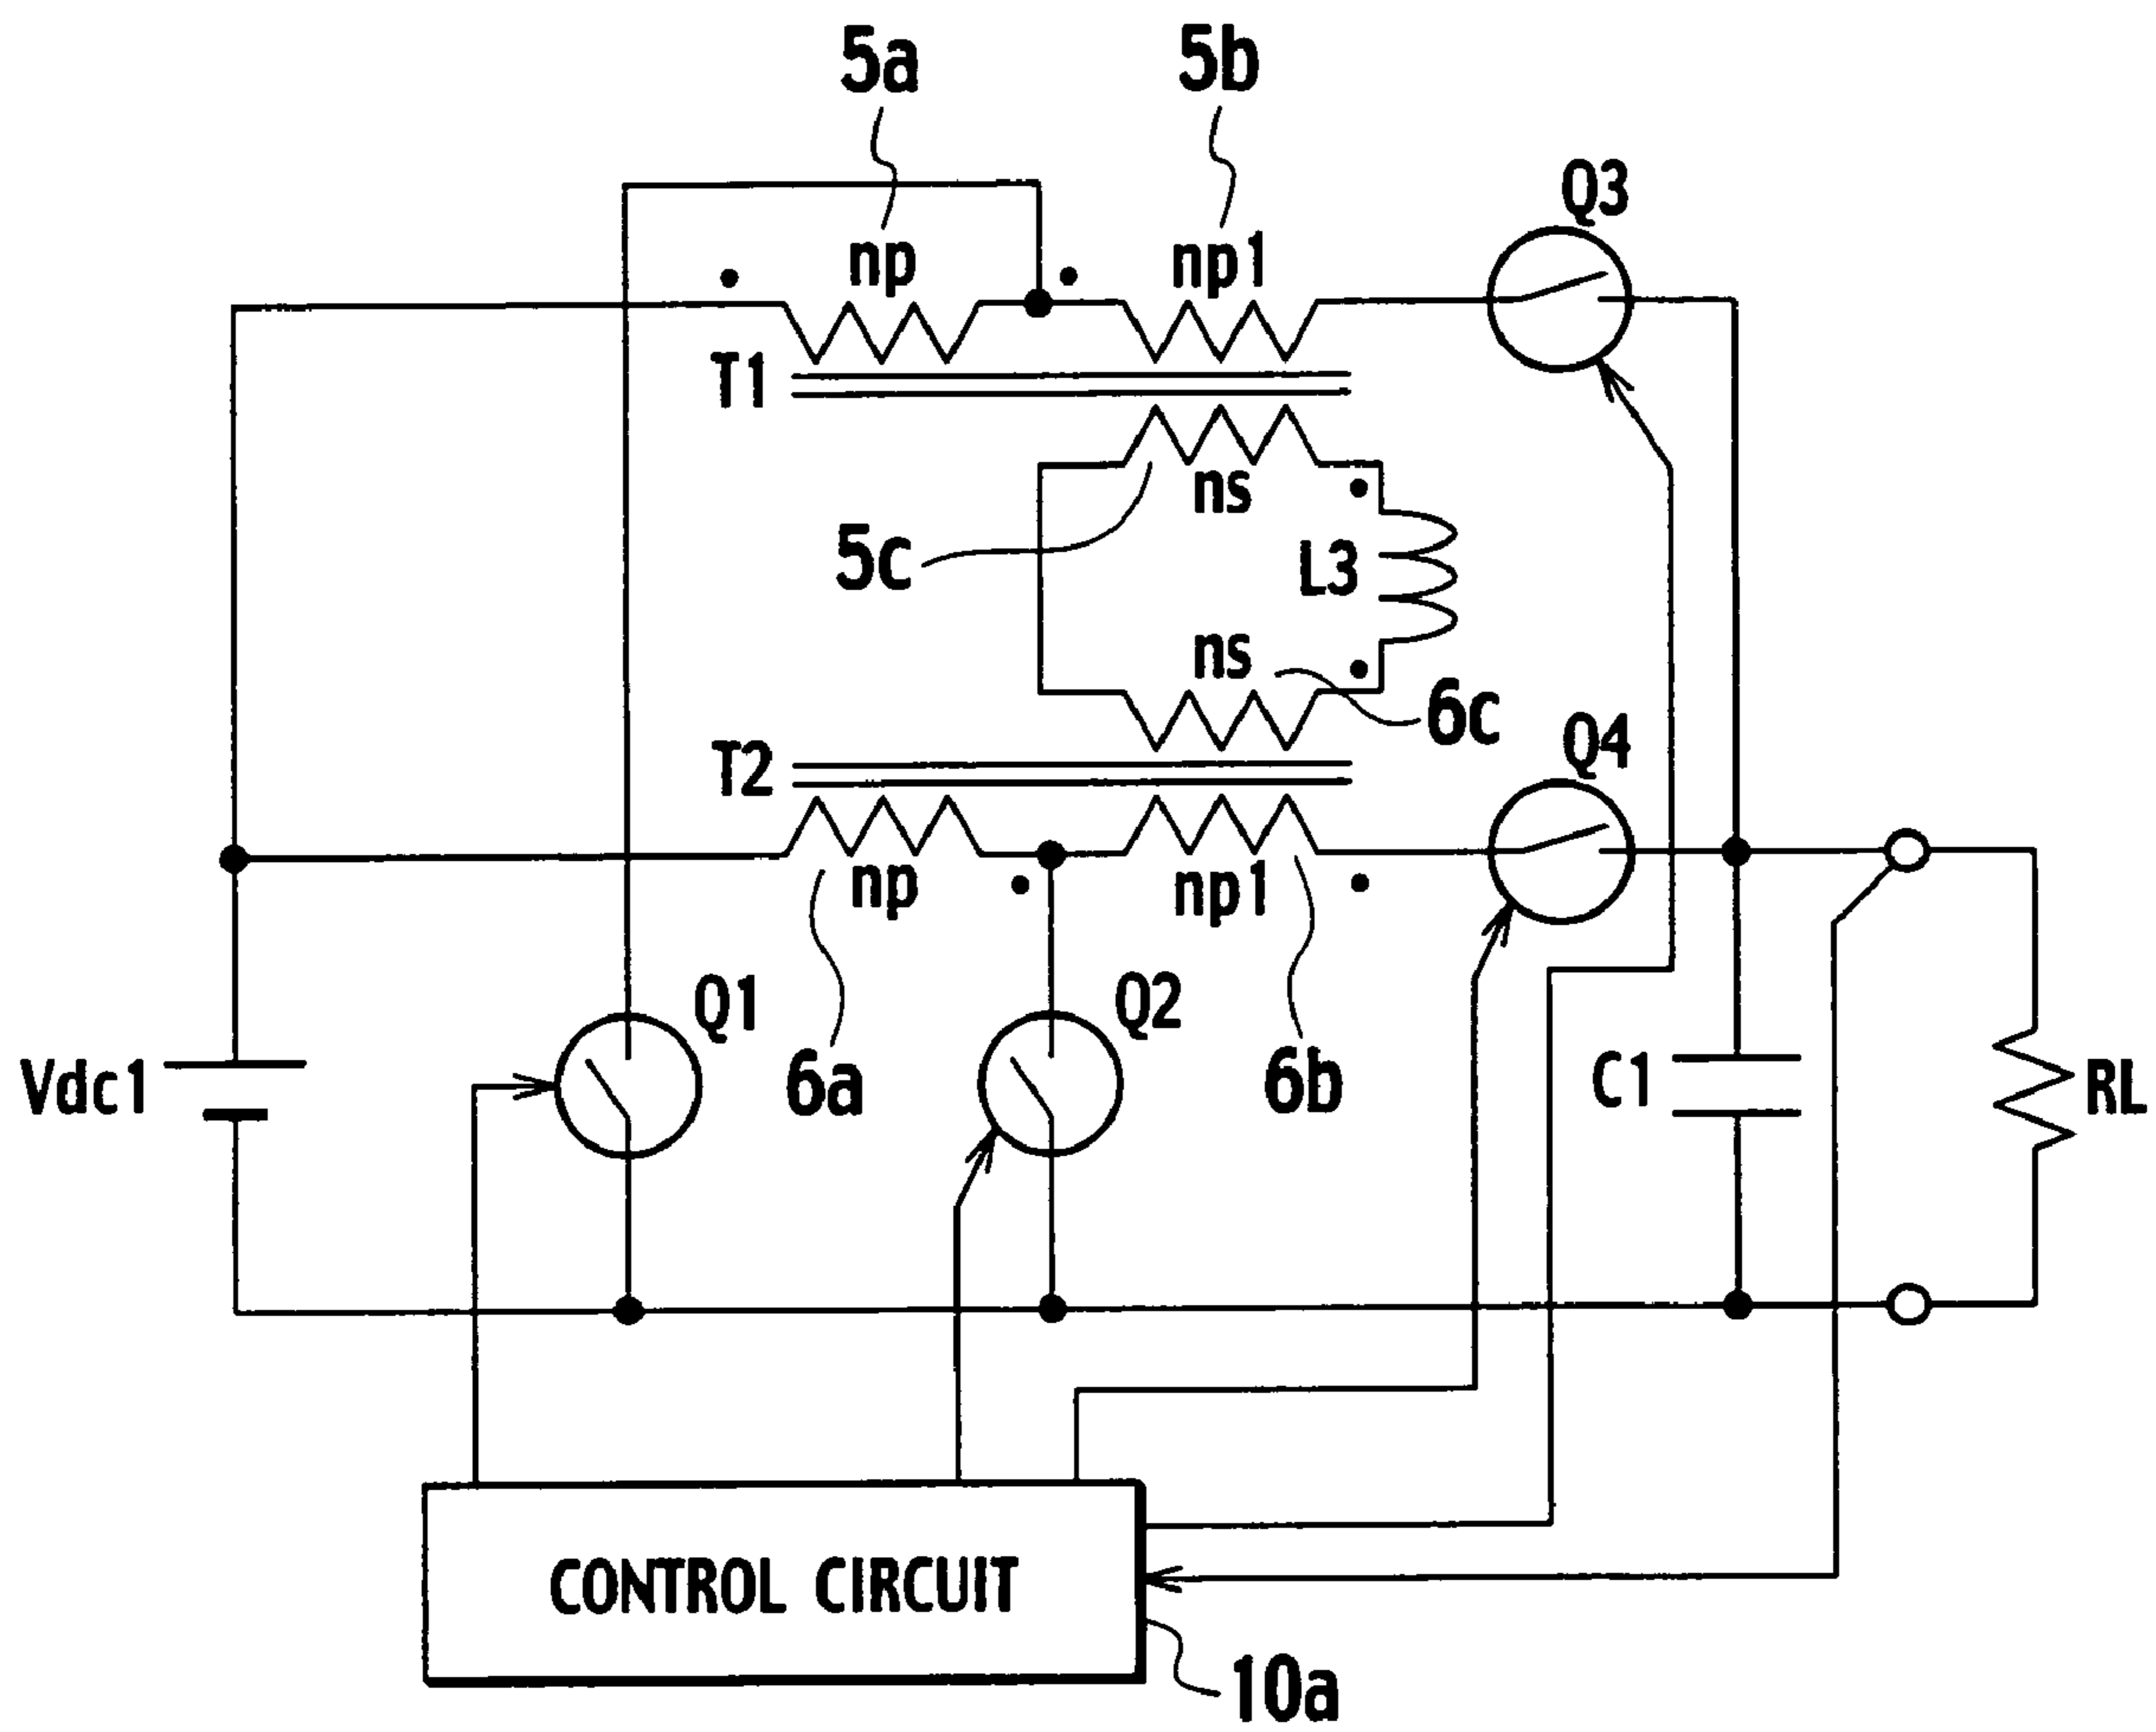 5a
5b
Q3
np
np1
T1
ns
5c
L3
ns
6c
Q4
T2
np
np1
Q1
Q2
6a
6b
Vdc1
C1
RL
CONTROL CIRCUIT
10a